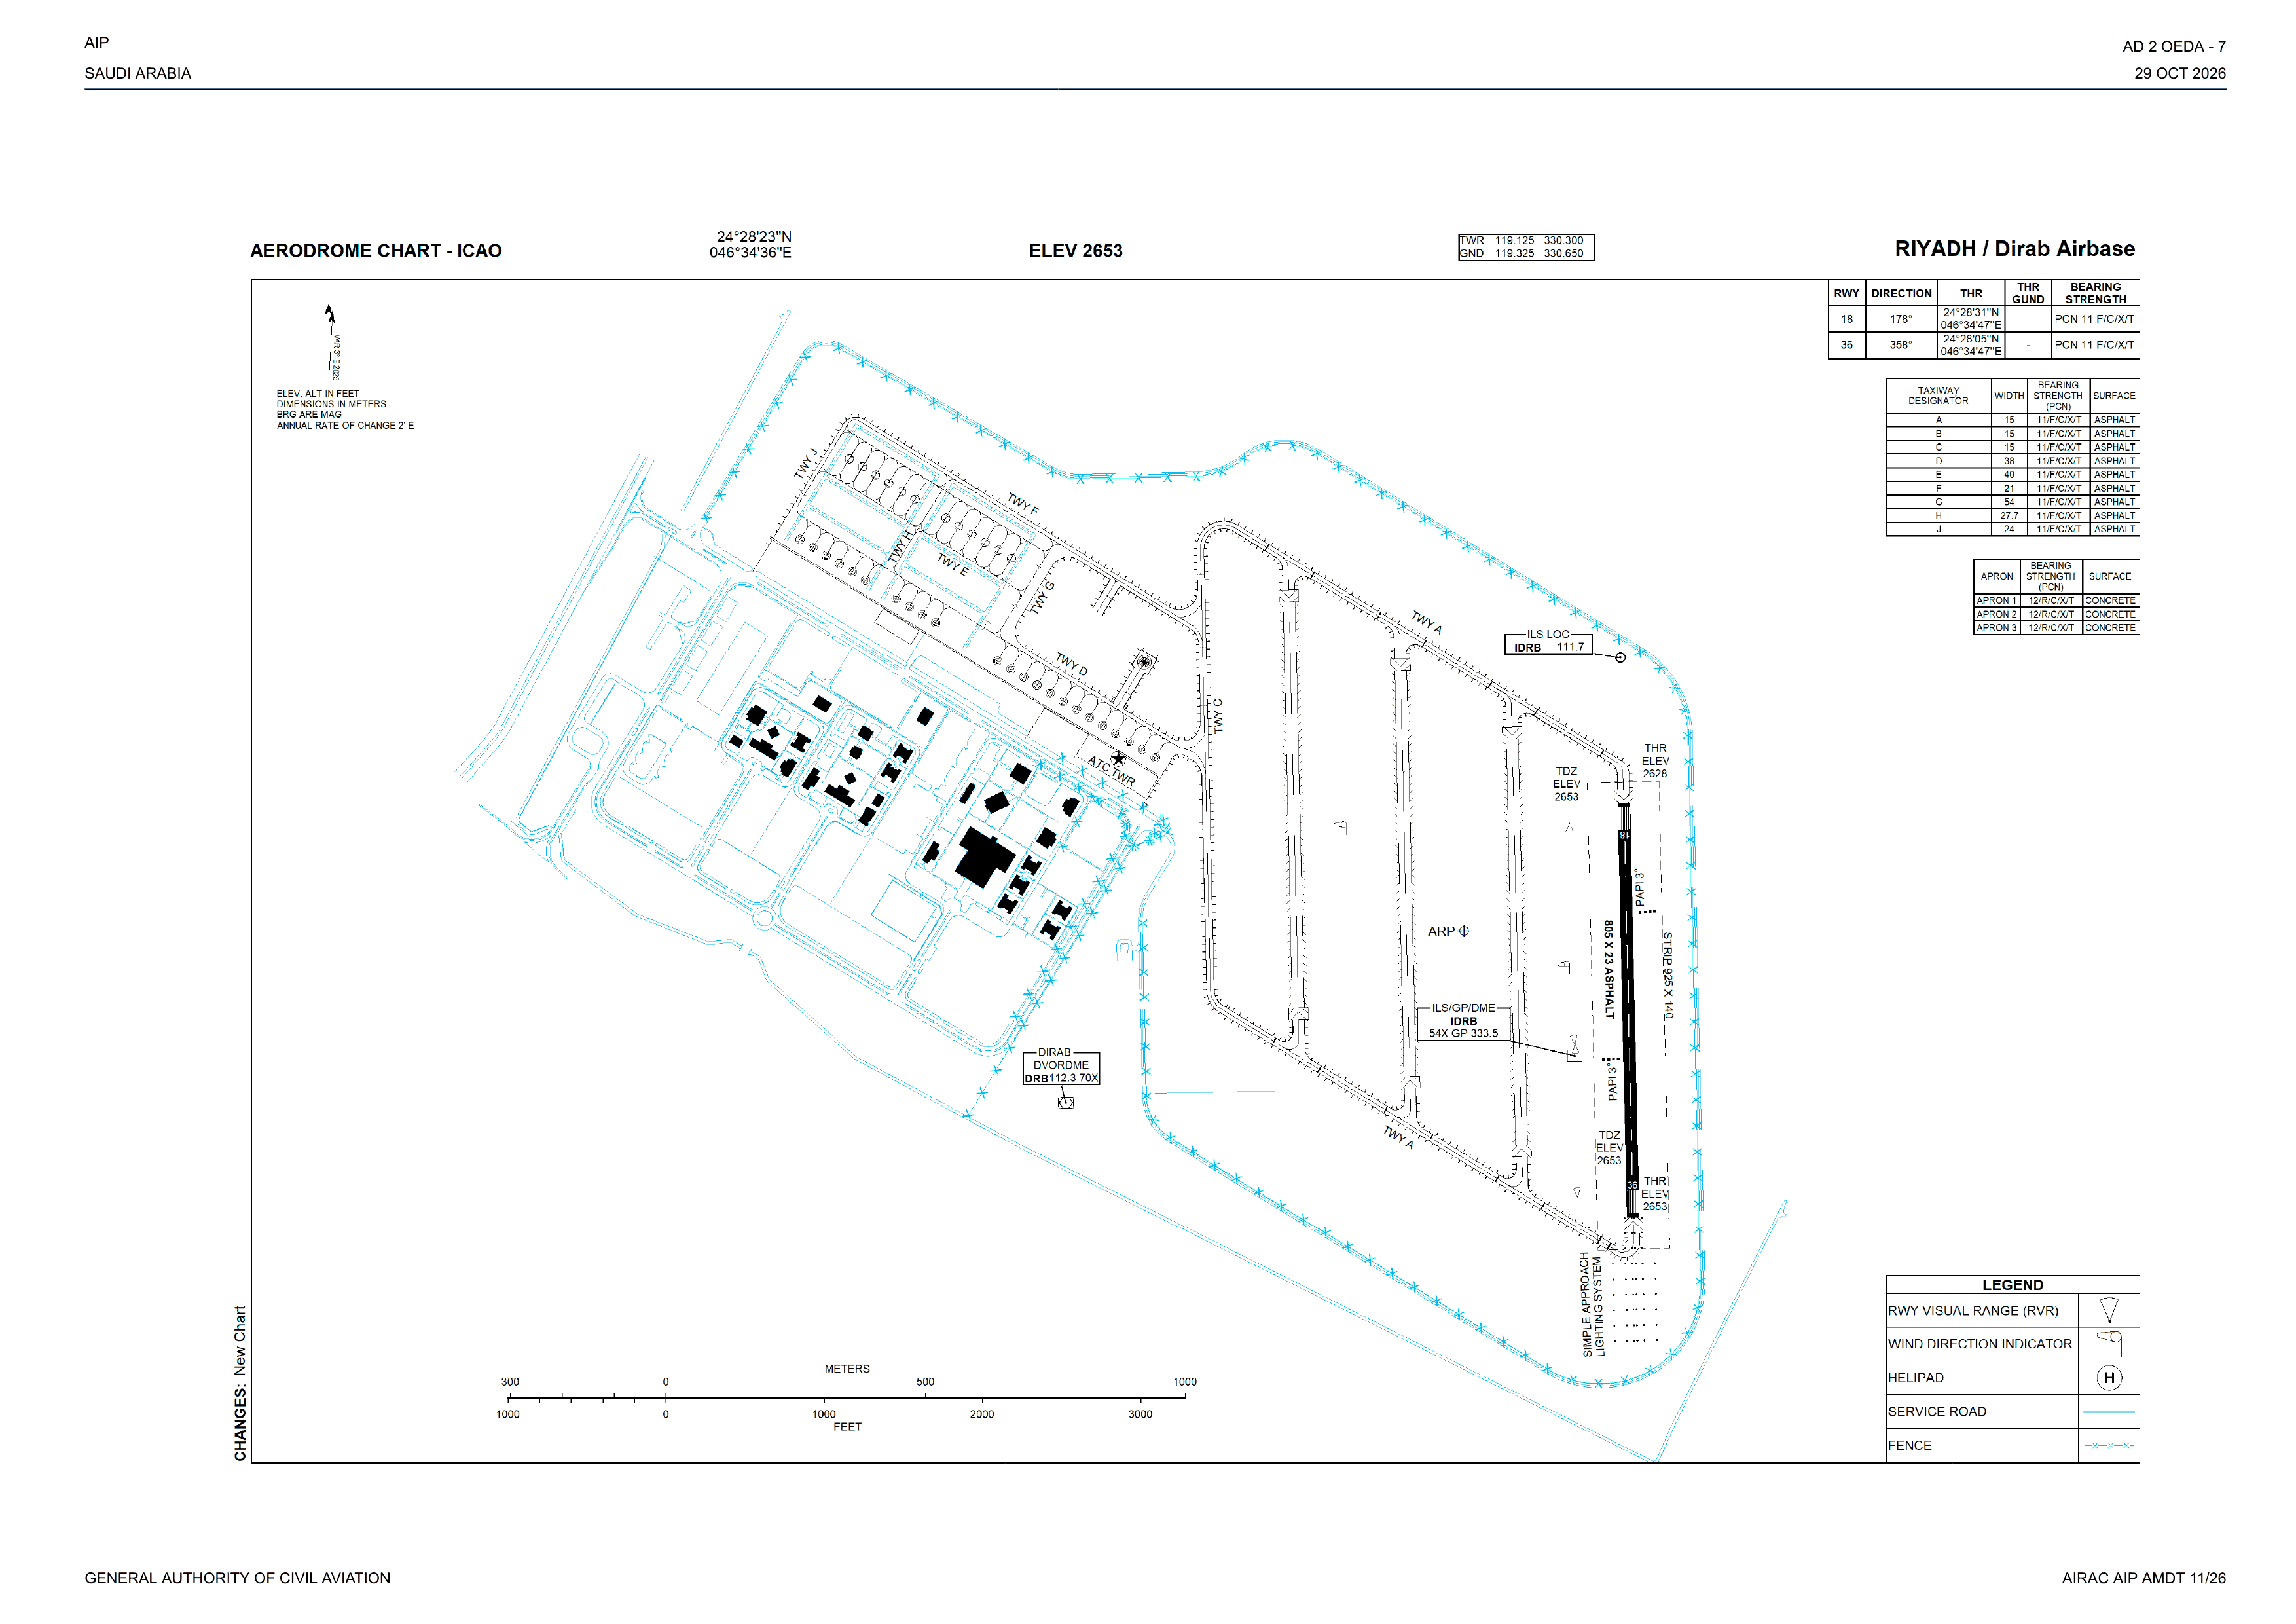 AIP
SAUDI ARABIA
AD 2 OEDA - 7
29 OCT 2026
AERODROME CHART - ICAO
24°28'23"N
046°34'36"E
ELEV 2653
TWR 119.125 330.300
GND 119.325 330.650
RIYADH / Dirab Airbase
VAR 3° E 2025
ELEV, ALT IN FEET
DIMENSIONS IN METERS
BRG ARE MAG
ANNUAL RATE OF CHANGE 2' E
RWY DIRECTION THR THR GUND BEARING STRENGTH
18 178° 24°28'31"N 046°34'47"E - PCN 11 F/C/X/T
36 358° 24°28'05"N 046°34'47"E - PCN 11 F/C/X/T
TAXIWAY DESIGNATOR WIDTH BEARING STRENGTH (PCN) SURFACE
A 15 11/F/C/X/T ASPHALT
B 15 11/F/C/X/T ASPHALT
C 15 11/F/C/X/T ASPHALT
D 38 11/F/C/X/T ASPHALT
E 40 11/F/C/X/T ASPHALT
F 21 11/F/C/X/T ASPHALT
G 54 11/F/C/X/T ASPHALT
H 27.7 11/F/C/X/T ASPHALT
J 24 11/F/C/X/T ASPHALT
APRON BEARING STRENGTH (PCN) SURFACE
APRON 1 12/R/C/X/T CONCRETE
APRON 2 12/R/C/X/T CONCRETE
APRON 3 12/R/C/X/T CONCRETE
TWY J
TWY F
TWY H
TWY E
TWY G
TWY D
TWY C
TWY A
ATC TWR
ILS LOC
IDRB 111.7
THR
ELEV
2628
TDZ
ELEV
2653
18
PAPI 3°
ARP
805 X 23 ASPHALT
STRIP 925 X 140
ILS/GP/DME
IDRB
54X GP 333.5
DIRAB
DVORDME
DRB 112.3 70X
PAPI 3°
TWY A
TDZ
ELEV
2653
36
THR
ELEV
2653
SIMPLE APPROACH
LIGHTING SYSTEM
LEGEND
RWY VISUAL RANGE (RVR)
WIND DIRECTION INDICATOR
HELIPAD H
SERVICE ROAD
FENCE
METERS
300 0 500 1000
1000 0 1000 2000 3000
FEET
CHANGES: New Chart
GENERAL AUTHORITY OF CIVIL AVIATION
AIRAC AIP AMDT 11/26